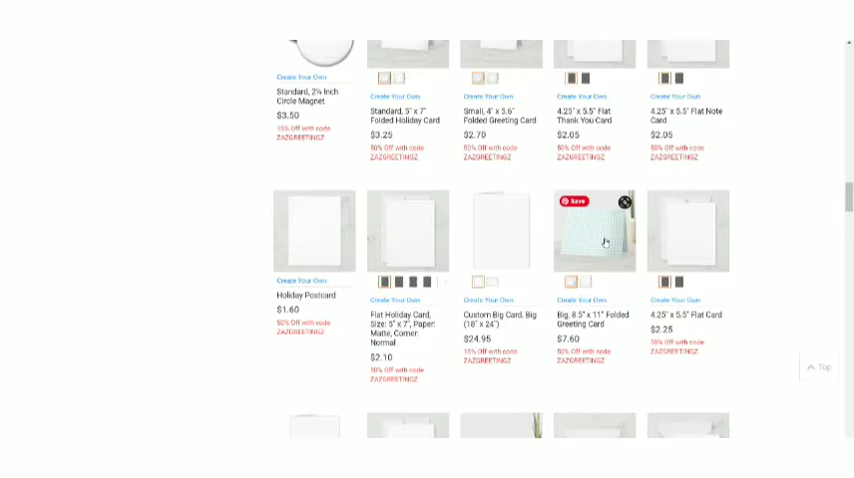 Create Your Own
Standard, 2¼ Inch
Circle Magnet
$3.50
15% Off with code
ZAZGREETINGZ
Create Your Own
Standard, 5" x 7"
Folded Holiday Card
$3.25
50% Off with code
ZAZGREETINGZ
Create Your Own
Small, 4" x 5.6"
Folded Greeting Card
$2.70
50% Off with code
ZAZGREETINGZ
Create Your Own
4.25" x 5.5" Flat
Thank You Card
$2.05
50% Off with code
ZAZGREETINGZ
Create Your Own
4.25" x 5.5" Flat Note
Card
$2.05
50% Off with code
ZAZGREETINGZ
Create Your Own
Holiday Postcard
$1.60
50% Off with code
ZAZGREETINGZ
Create Your Own
Flat Holiday Card,
Size: 5" x 7", Paper:
Matte, Corner:
Normal
$2.10
50% Off with code
ZAZGREETINGZ
Create Your Own
Custom Big Card, Big
(18" x 24")
$24.95
15% Off with code
ZAZGREETINGZ
Save
Create Your Own
Big, 8.5" x 11" Folded
Greeting Card
$7.60
50% Off with code
ZAZGREETINGZ
Create Your Own
4.25" x 5.5" Flat Card
$2.25
50% Off with code
ZAZGREETINGZ
Top